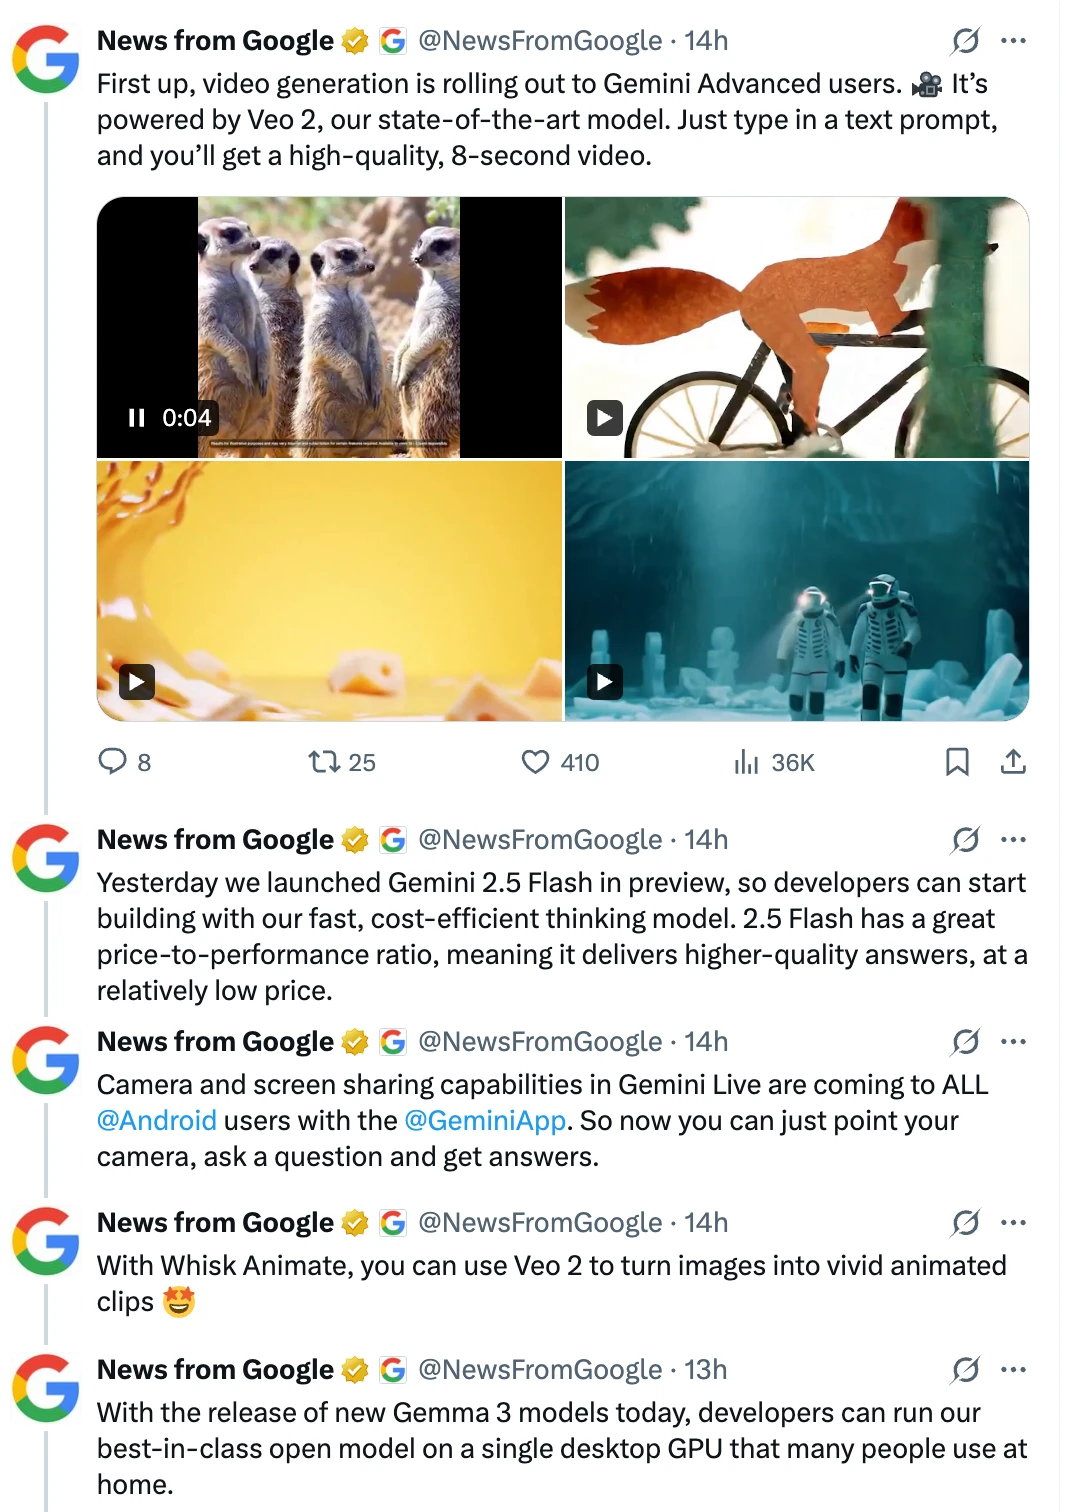 News from Google @NewsFromGoogle · 14h
First up, video generation is rolling out to Gemini Advanced users. 🎥 It’s
powered by Veo 2, our state-of-the-art model. Just type in a text prompt,
and you’ll get a high-quality, 8-second video.
0:04
8 25 410 36K
News from Google @NewsFromGoogle · 14h
Yesterday we launched Gemini 2.5 Flash in preview, so developers can start
building with our fast, cost-efficient thinking model. 2.5 Flash has a great
price-to-performance ratio, meaning it delivers higher-quality answers, at a
relatively low price.
News from Google @NewsFromGoogle · 14h
Camera and screen sharing capabilities in Gemini Live are coming to ALL
@Android users with the @GeminiApp. So now you can just point your
camera, ask a question and get answers.
News from Google @NewsFromGoogle · 14h
With Whisk Animate, you can use Veo 2 to turn images into vivid animated
clips 🤩
News from Google @NewsFromGoogle · 13h
With the release of new Gemma 3 models today, developers can run our
best-in-class open model on a single desktop GPU that many people use at
home.